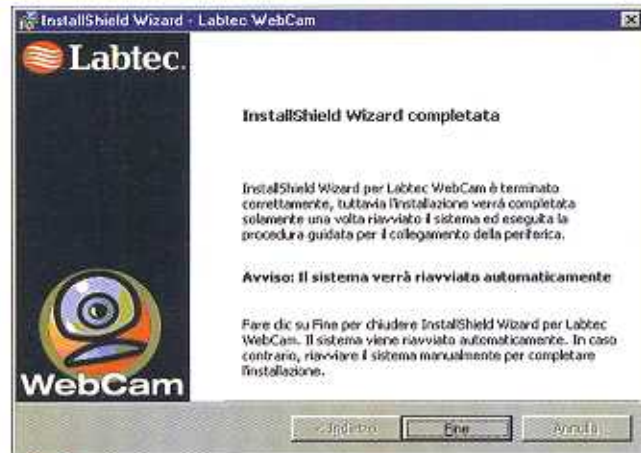 InstallShield Wizard - Labtec WebCam
Labtec.
InstallShield Wizard completata
InstallShield Wizard per Labtec WebCam è terminato
correttamente, tuttavia l'installazione verrà completata
solamente una volta riavviato il sistema ed eseguita la
procedura guidata per il collegamento della periferica.
Avviso: Il sistema verrà riavviato automaticamente
Fare clic su Fine per chiudere InstallShield Wizard per Labtec
WebCam. Il sistema viene riavviato automaticamente. In caso
contrario, riavviare il sistema manualmente per completare
l'installazione.
WebCam
< Indietro
Fine
Annulla